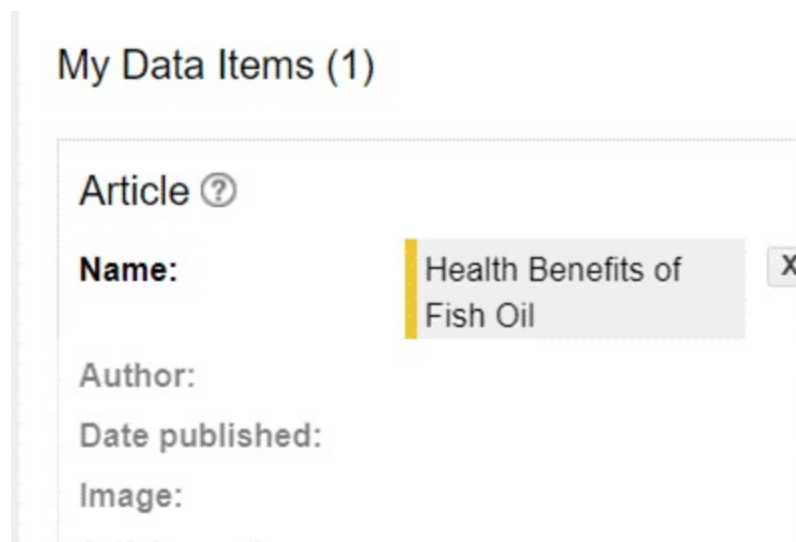 My Data Items (1)
Article ?
Name:
Health Benefits of
Fish Oil
X
Author:
Date published:
Image: